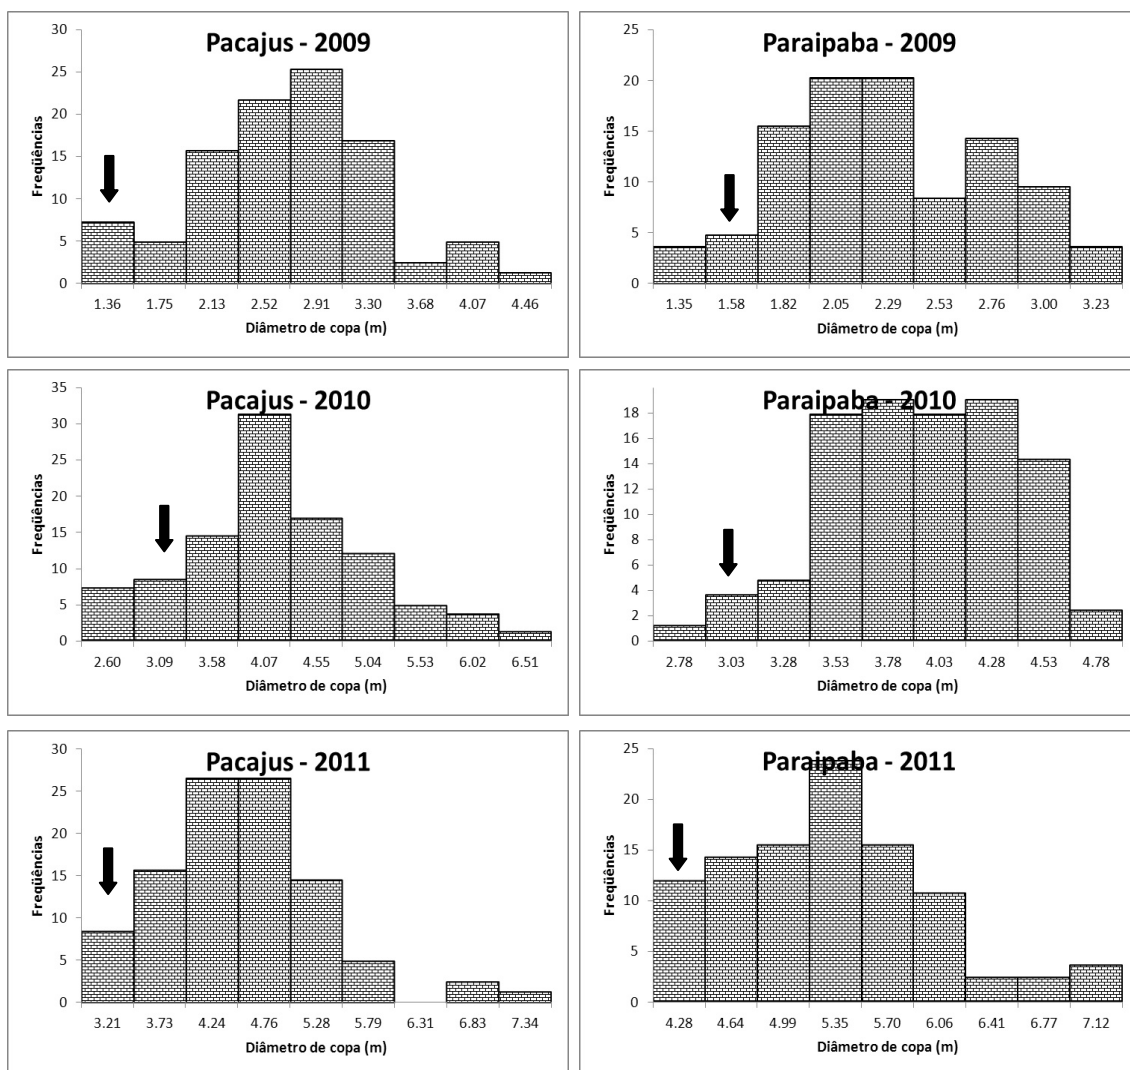 Pacajus - 2009
30
25
20
15
10
5
0
Freqüências
1.36 1.75 2.13 2.52 2.91 3.30 3.68 4.07 4.46
Diâmetro de copa (m)
Paraipaba - 2009
25
20
15
10
5
0
Freqüências
1.35 1.58 1.82 2.05 2.29 2.53 2.76 3.00 3.23
Diâmetro de copa (m)
Pacajus - 2010
35
30
25
20
15
10
5
0
Freqüências
2.60 3.09 3.58 4.07 4.55 5.04 5.53 6.02 6.51
Diâmetro de copa (m)
Paraipaba - 2010
18
16
14
12
10
8
6
4
2
0
Freqüências
2.78 3.03 3.28 3.53 3.78 4.03 4.28 4.53 4.78
Diâmetro de copa (m)
Pacajus - 2011
30
25
20
15
10
5
0
Freqüências
3.21 3.73 4.24 4.76 5.28 5.79 6.31 6.83 7.34
Diâmetro de copa (m)
Paraipaba - 2011
25
20
15
10
5
0
Freqüências
4.28 4.64 4.99 5.35 5.70 6.06 6.41 6.77 7.12
Diâmetro de copa (m)